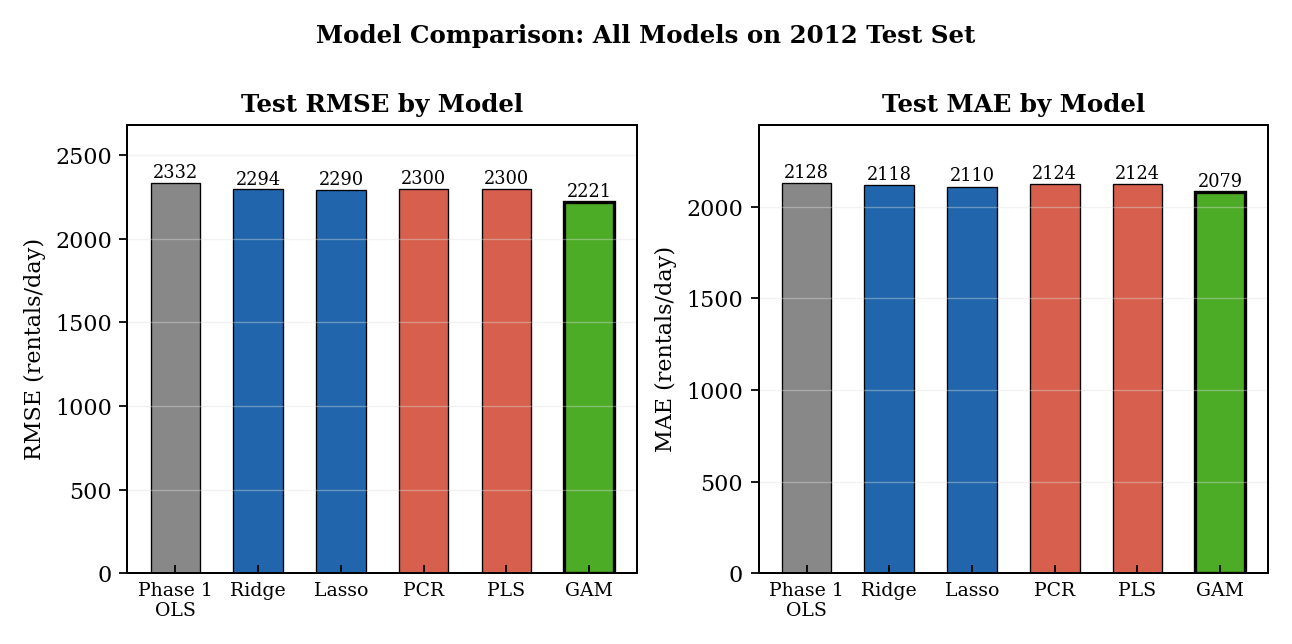 Model Comparison: All Models on 2012 Test Set
Test RMSE by Model
RMSE (rentals/day)
2500
2000
1500
1000
500
0
2332
2294
2290
2300
2300
2221
Phase 1
OLS
Ridge
Lasso
PCR
PLS
GAM
Test MAE by Model
MAE (rentals/day)
2000
1500
1000
500
0
2128
2118
2110
2124
2124
2079
Phase 1
OLS
Ridge
Lasso
PCR
PLS
GAM